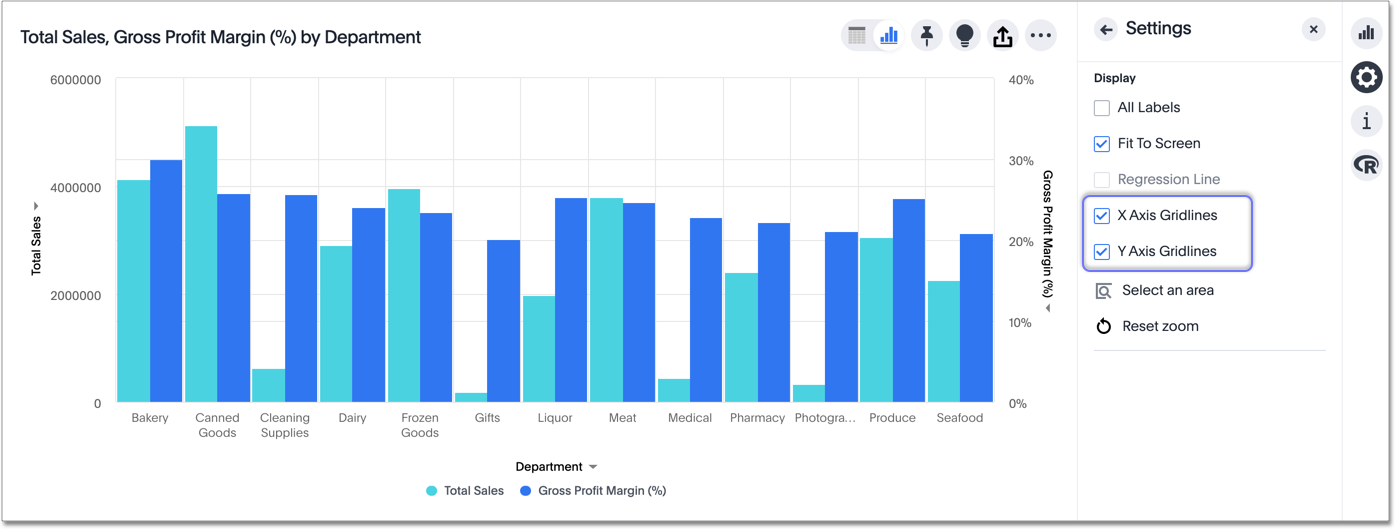 Total Sales, Gross Profit Margin (%) by Department
6000000
4000000
2000000
0
Total Sales
40%
30%
20%
10%
0%
Gross Profit Margin (%)
Bakery
Canned
Goods
Cleaning
Supplies
Dairy
Frozen
Goods
Gifts
Liquor
Meat
Medical
Pharmacy
Photogra...
Produce
Seafood
Department
Total Sales
Gross Profit Margin (%)
Settings
Display
All Labels
Fit To Screen
Regression Line
X Axis Gridlines
Y Axis Gridlines
Select an area
Reset zoom
i
R